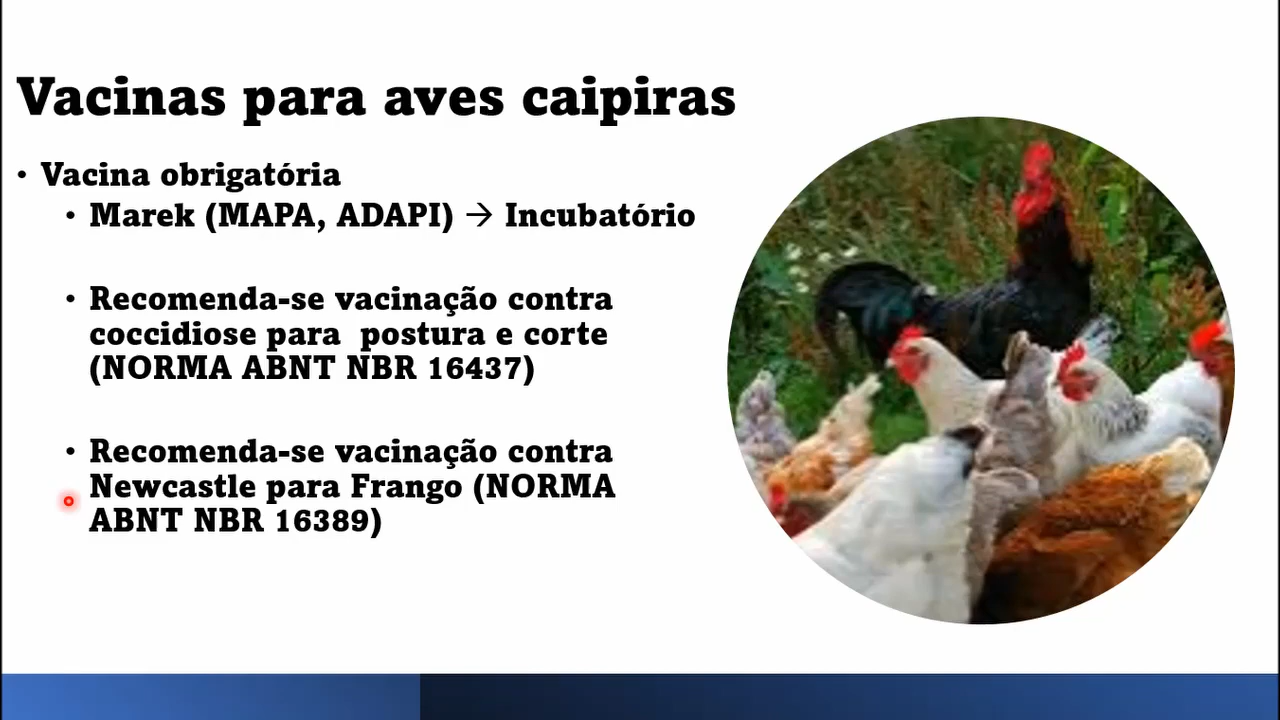 Vacinas para aves caipiras
• Vacina obrigatória
• Marek (MAPA, ADAPI) → Incubatório
• Recomenda-se vacinação contra
coccidiose para  postura e corte
(NORMA ABNT NBR 16437)
• Recomenda-se vacinação contra
Newcastle para Frango (NORMA
ABNT NBR 16389)